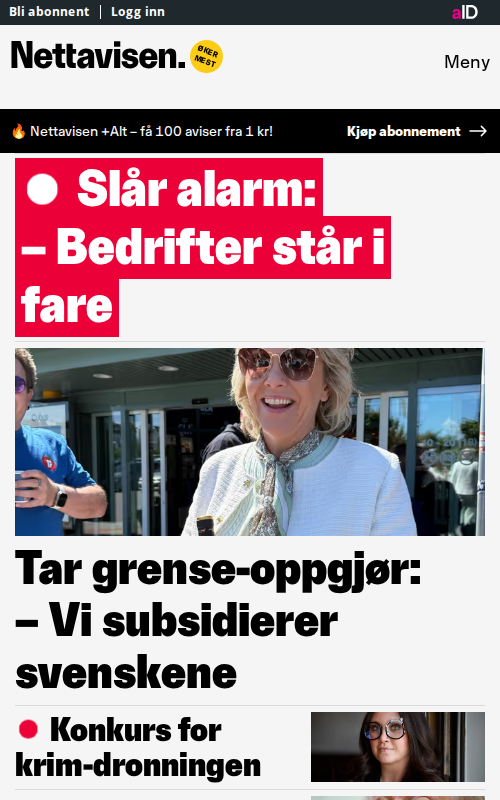 Bli abonnent Logg inn aID
Nettavisen. ØKER
MEST
Meny
Nettavisen +Alt – få 100 aviser fra 1 kr! Kjøp abonnement
Slår alarm:
– Bedrifter står i
fare
Tar grense-oppgjør:
– Vi subsidierer
svenskene
Konkurs for
krim-dronningen